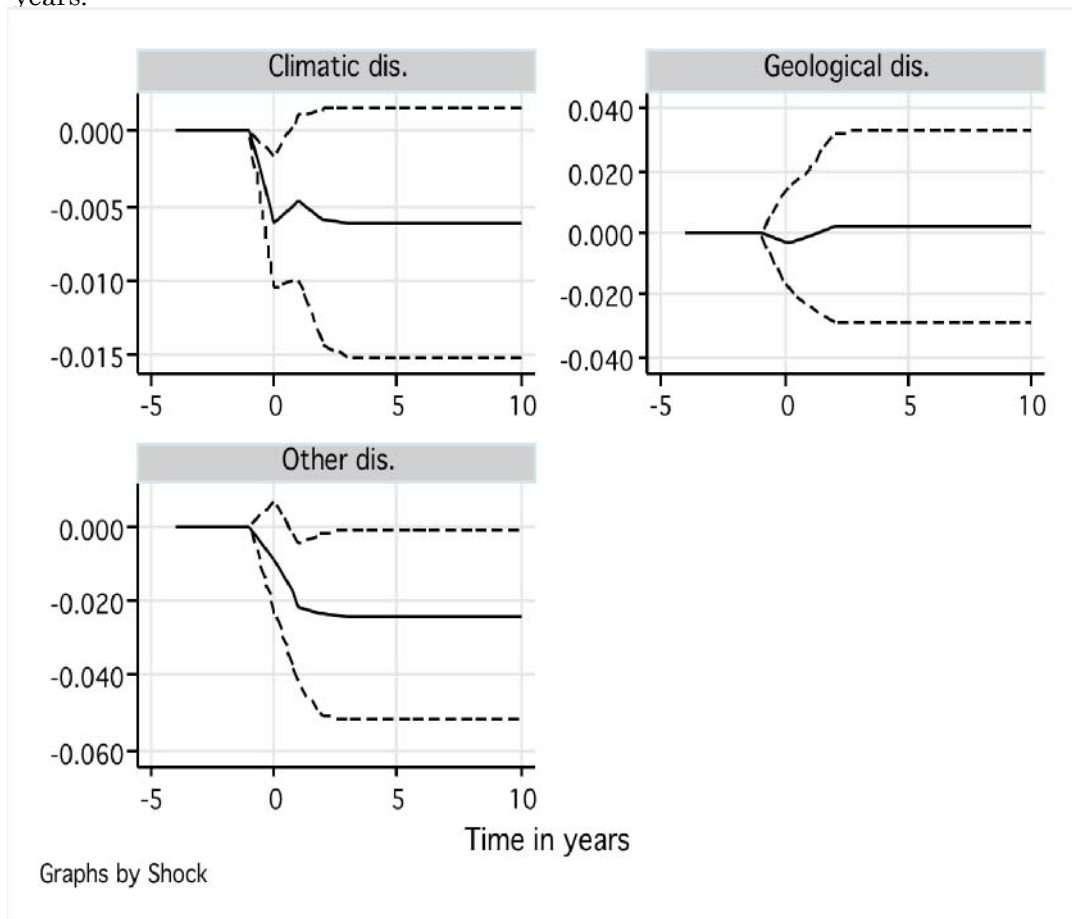 years.
Climatic dis.
0.000
-0.005
-0.010
-0.015
-5 0 5 10
Geological dis.
0.040
0.020
0.000
-0.020
-0.040
-5 0 5 10
Other dis.
0.000
-0.020
-0.040
-0.060
-5 0 5 10
Time in years
Graphs by Shock